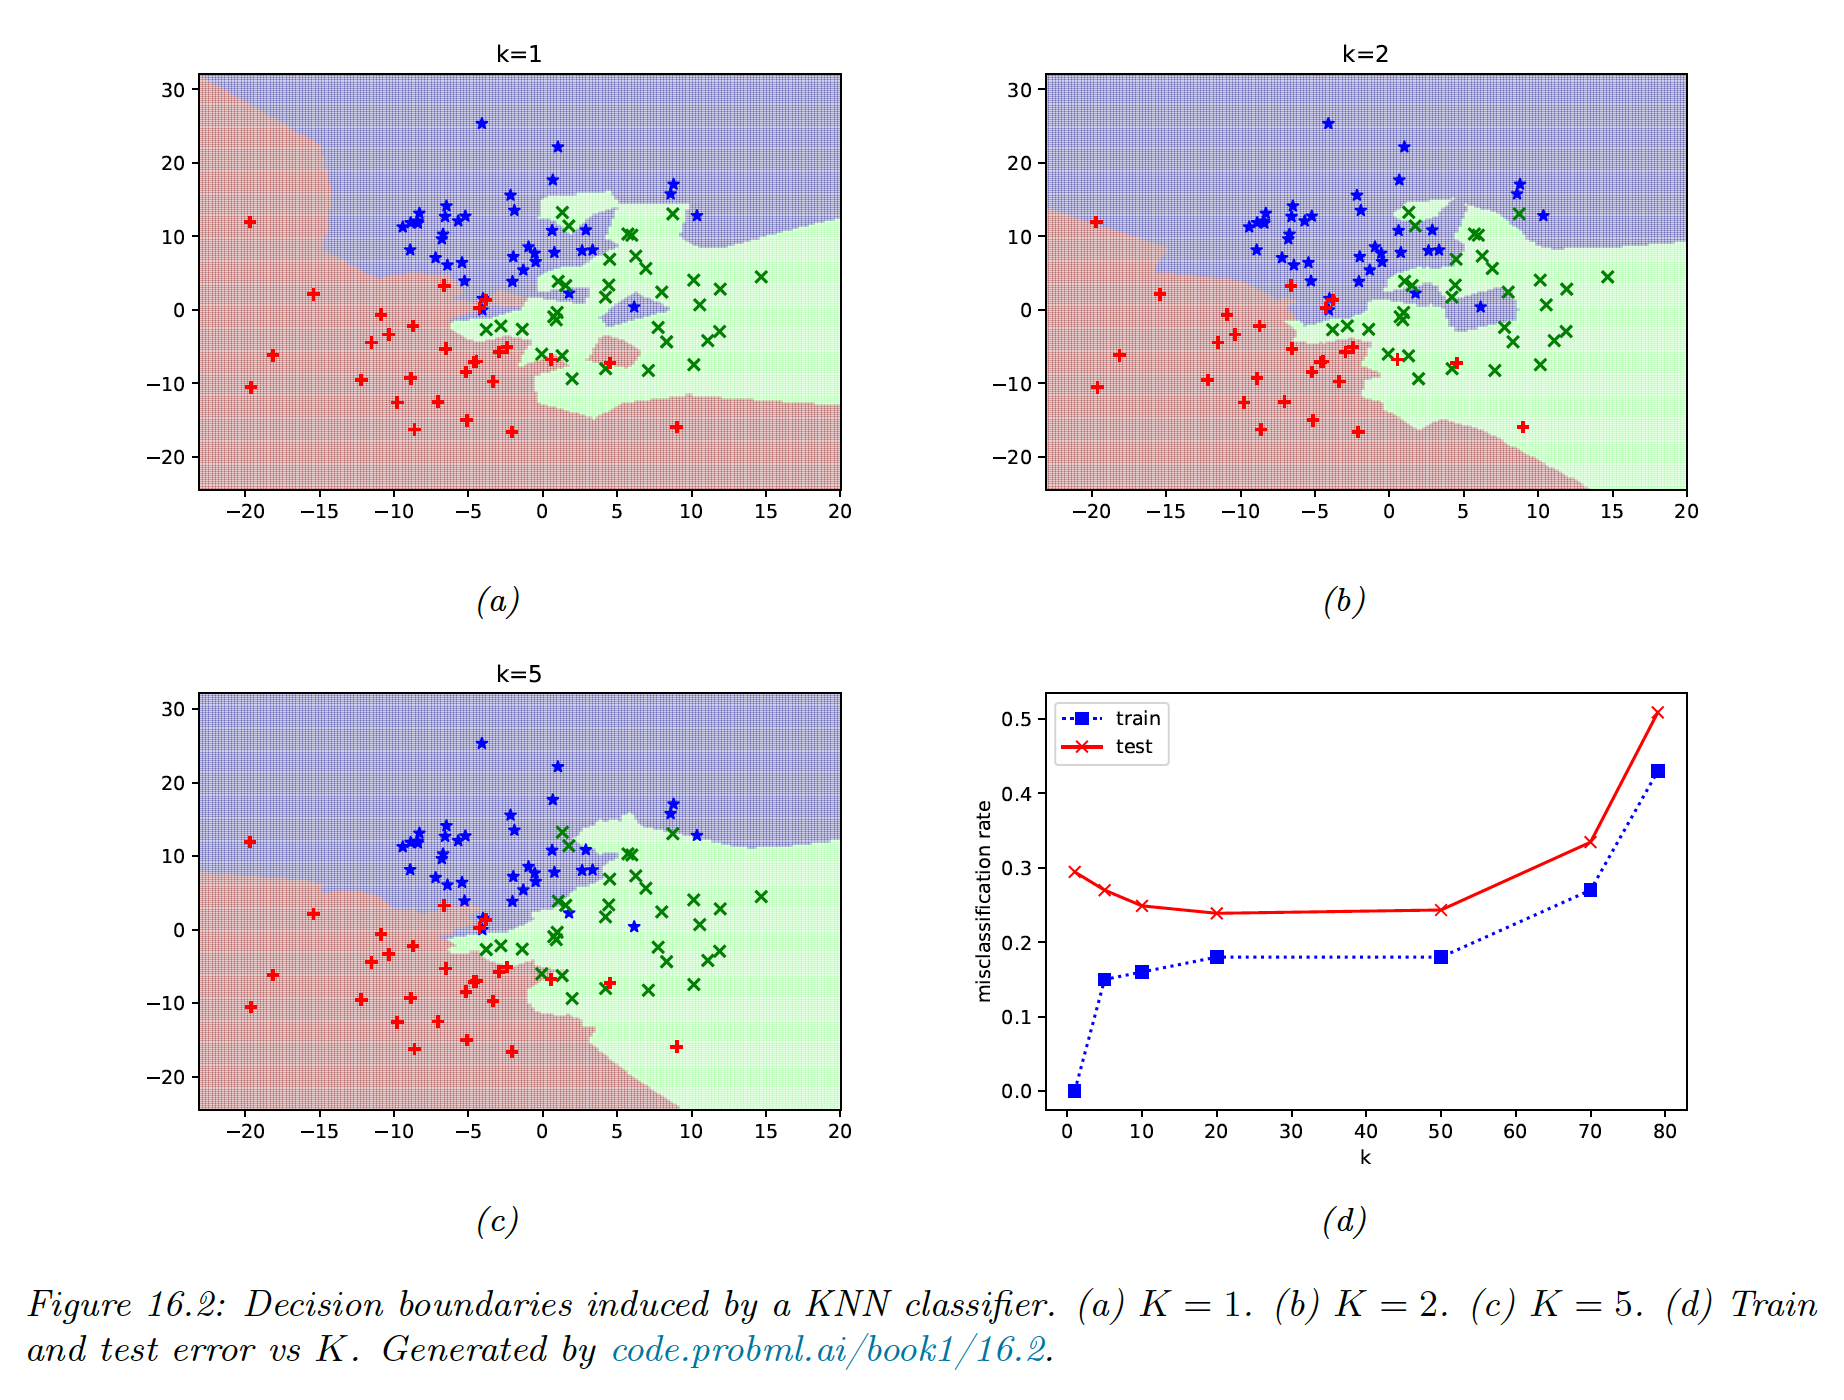 k=1
30
20
10
0
−10
−20
−20 −15 −10 −5 0 5 10 15 20
(a)
k=2
30
20
10
0
−10
−20
−20 −15 −10 −5 0 5 10 15 20
(b)
k=5
30
20
10
0
−10
−20
−20 −15 −10 −5 0 5 10 15 20
(c)
train
test
misclassification rate
0.5
0.4
0.3
0.2
0.1
0.0
0 10 20 30 40 50 60 70 80
k
(d)
Figure 16.2: Decision boundaries induced by a KNN classifier. (a) K = 1. (b) K = 2. (c) K = 5. (d) Train
and test error vs K. Generated by code.probml.ai/book1/16.2.